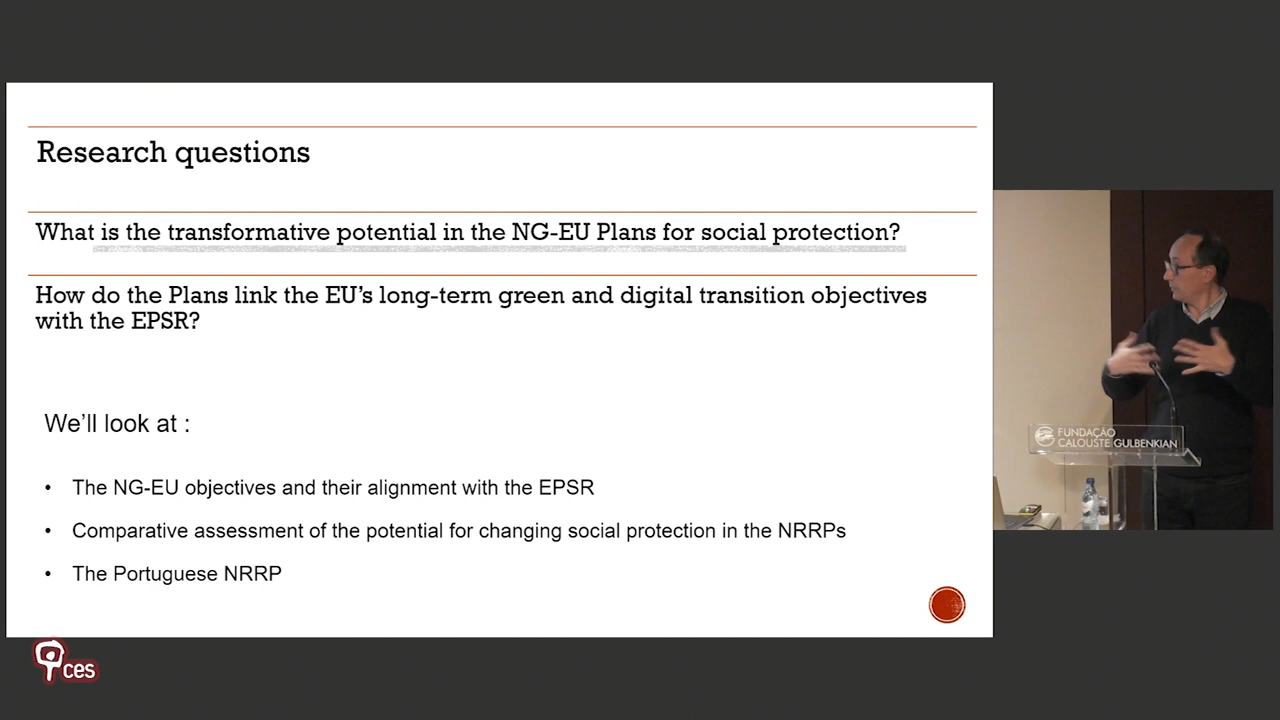 Research questions
What is the transformative potential in the NG-EU Plans for social protection?
How do the Plans link the EU’s long-term green and digital transition objectives
with the EPSR?
We’ll look at :
• The NG-EU objectives and their alignment with the EPSR
• Comparative assessment of the potential for changing social protection in the NRRPs
• The Portuguese NRRP
FUNDAÇÃO
CALOUSTE GULBENKIAN
ces